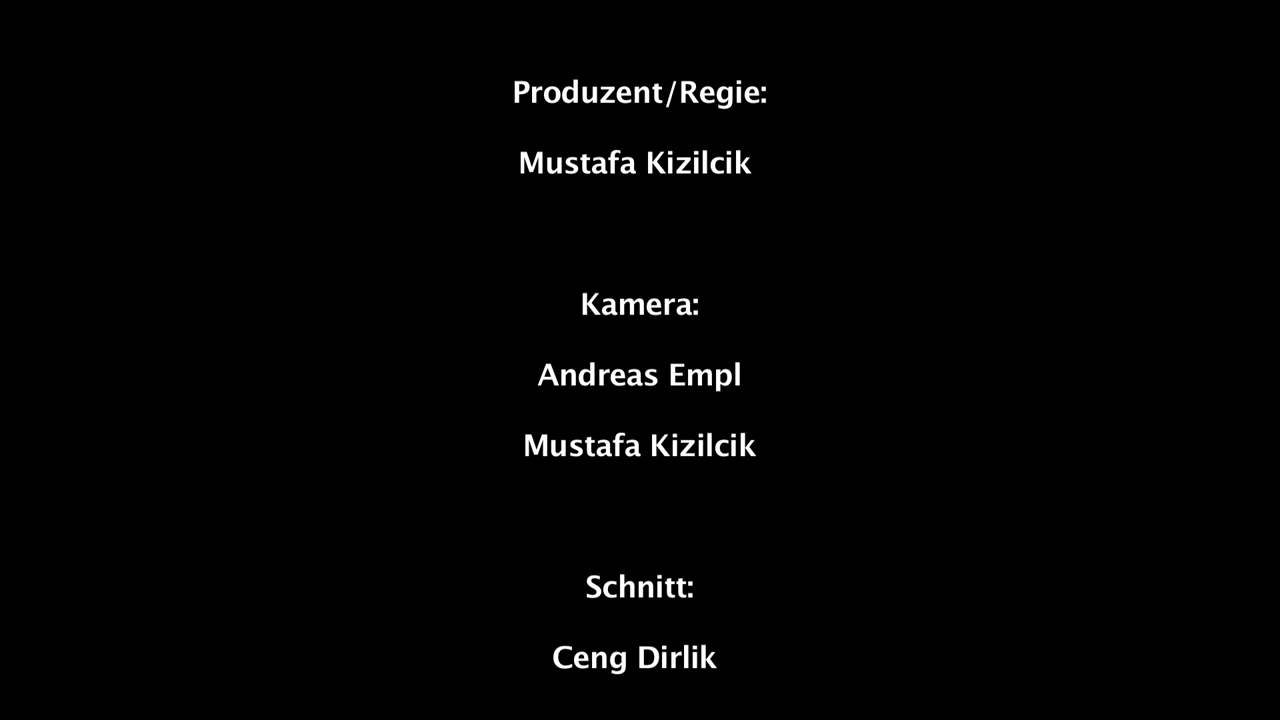 Produzent/Regie:
Mustafa Kizilcik
Kamera:
Andreas Empl
Mustafa Kizilcik
Schnitt:
Ceng Dirlik